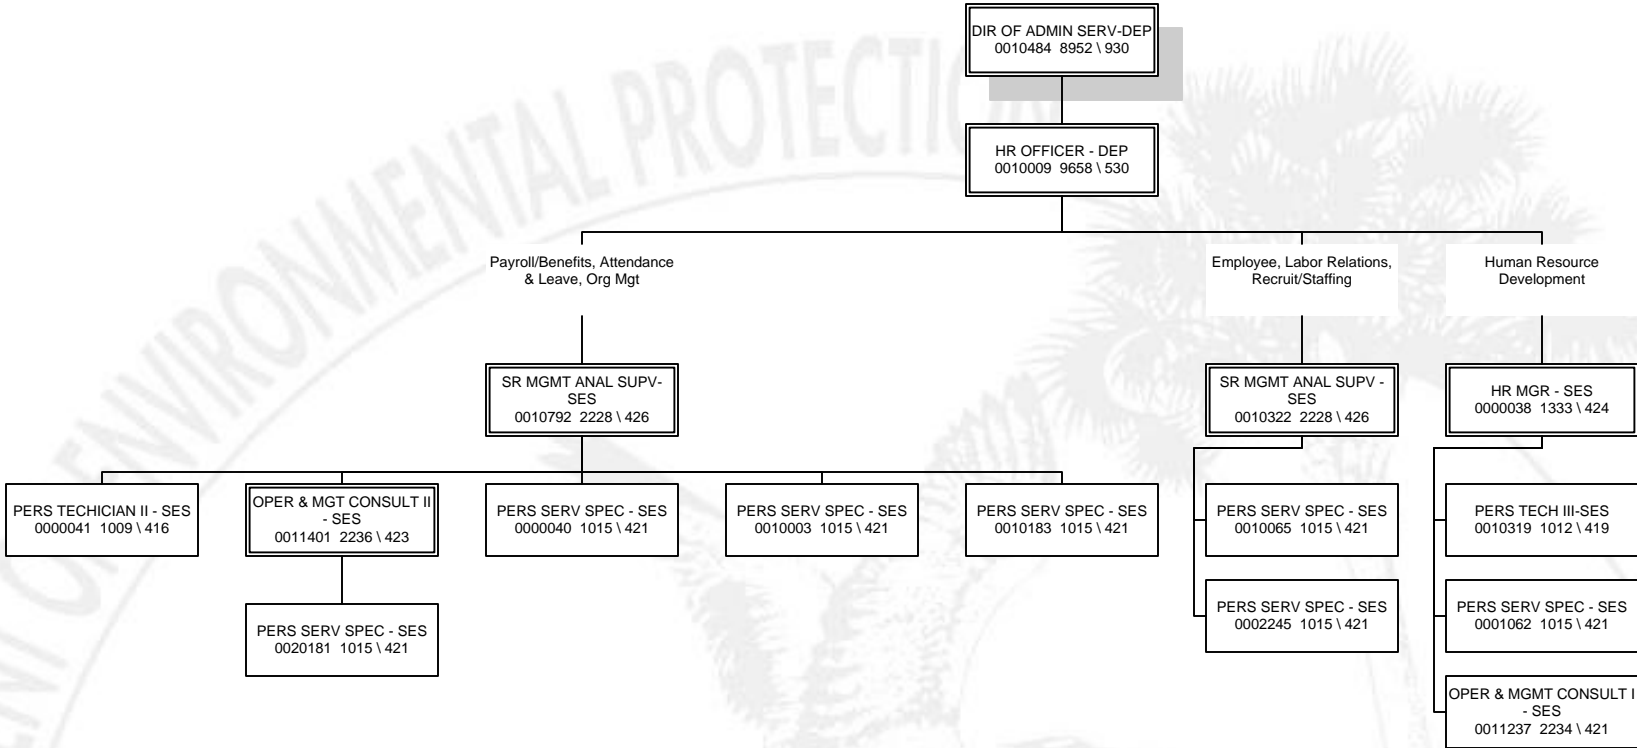 DIR OF ADMIN SERV-DEP
0010484 8952 \ 930
HR OFFICER - DEP
0010009 9658 \ 530
Payroll/Benefits, Attendance
& Leave, Org Mgt
Employee, Labor Relations,
Recruit/Staffing
Human Resource
Development
SR MGMT ANAL SUPV-
SES
0010792 2228 \ 426
SR MGMT ANAL SUPV -
SES
0010322 2228 \ 426
HR MGR - SES
0000038 1333 \ 424
PERS TECHICIAN II - SES
0000041 1009 \ 416
OPER & MGT CONSULT II
- SES
0011401 2236 \ 423
PERS SERV SPEC - SES
0000040 1015 \ 421
PERS SERV SPEC - SES
0010003 1015 \ 421
PERS SERV SPEC - SES
0010183 1015 \ 421
PERS SERV SPEC - SES
0010065 1015 \ 421
PERS TECH III-SES
0010319 1012 \ 419
PERS SERV SPEC - SES
0020181 1015 \ 421
PERS SERV SPEC - SES
0002245 1015 \ 421
PERS SERV SPEC - SES
0001062 1015 \ 421
OPER & MGMT CONSULT I
- SES
0011237 2234 \ 421
ENVIRONMENTAL PROTECTION